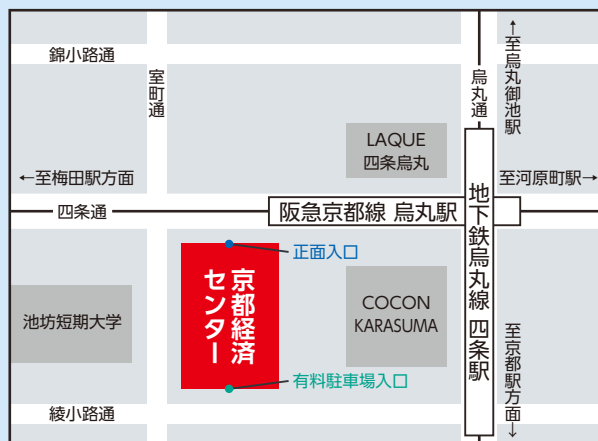 錦小路通
室町通
烏丸通
←至烏丸御池駅
LAQUE
四条烏丸
←至梅田駅方面
至河原町駅→
四条通
阪急京都線 烏丸駅
地下鉄烏丸線 四条駅
正面入口
京都経済
センター
池坊短期大学
COCON
KARASUMA
至京都駅方面→
有料駐車場入口
綾小路通